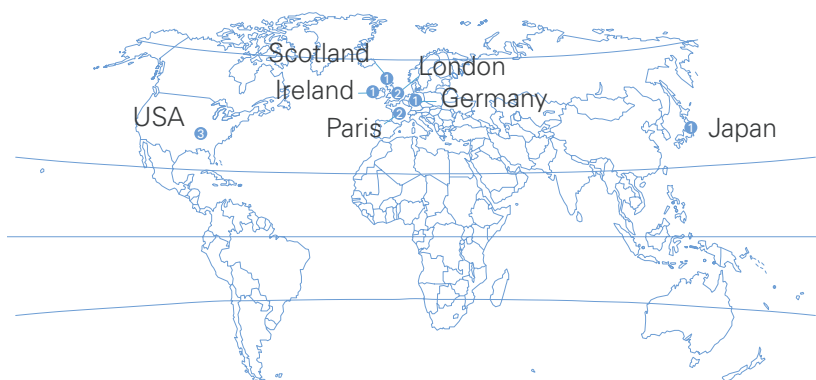 Scotland
1
London
Ireland
1
2
1
Germany
USA
3
Paris
2
1
Japan